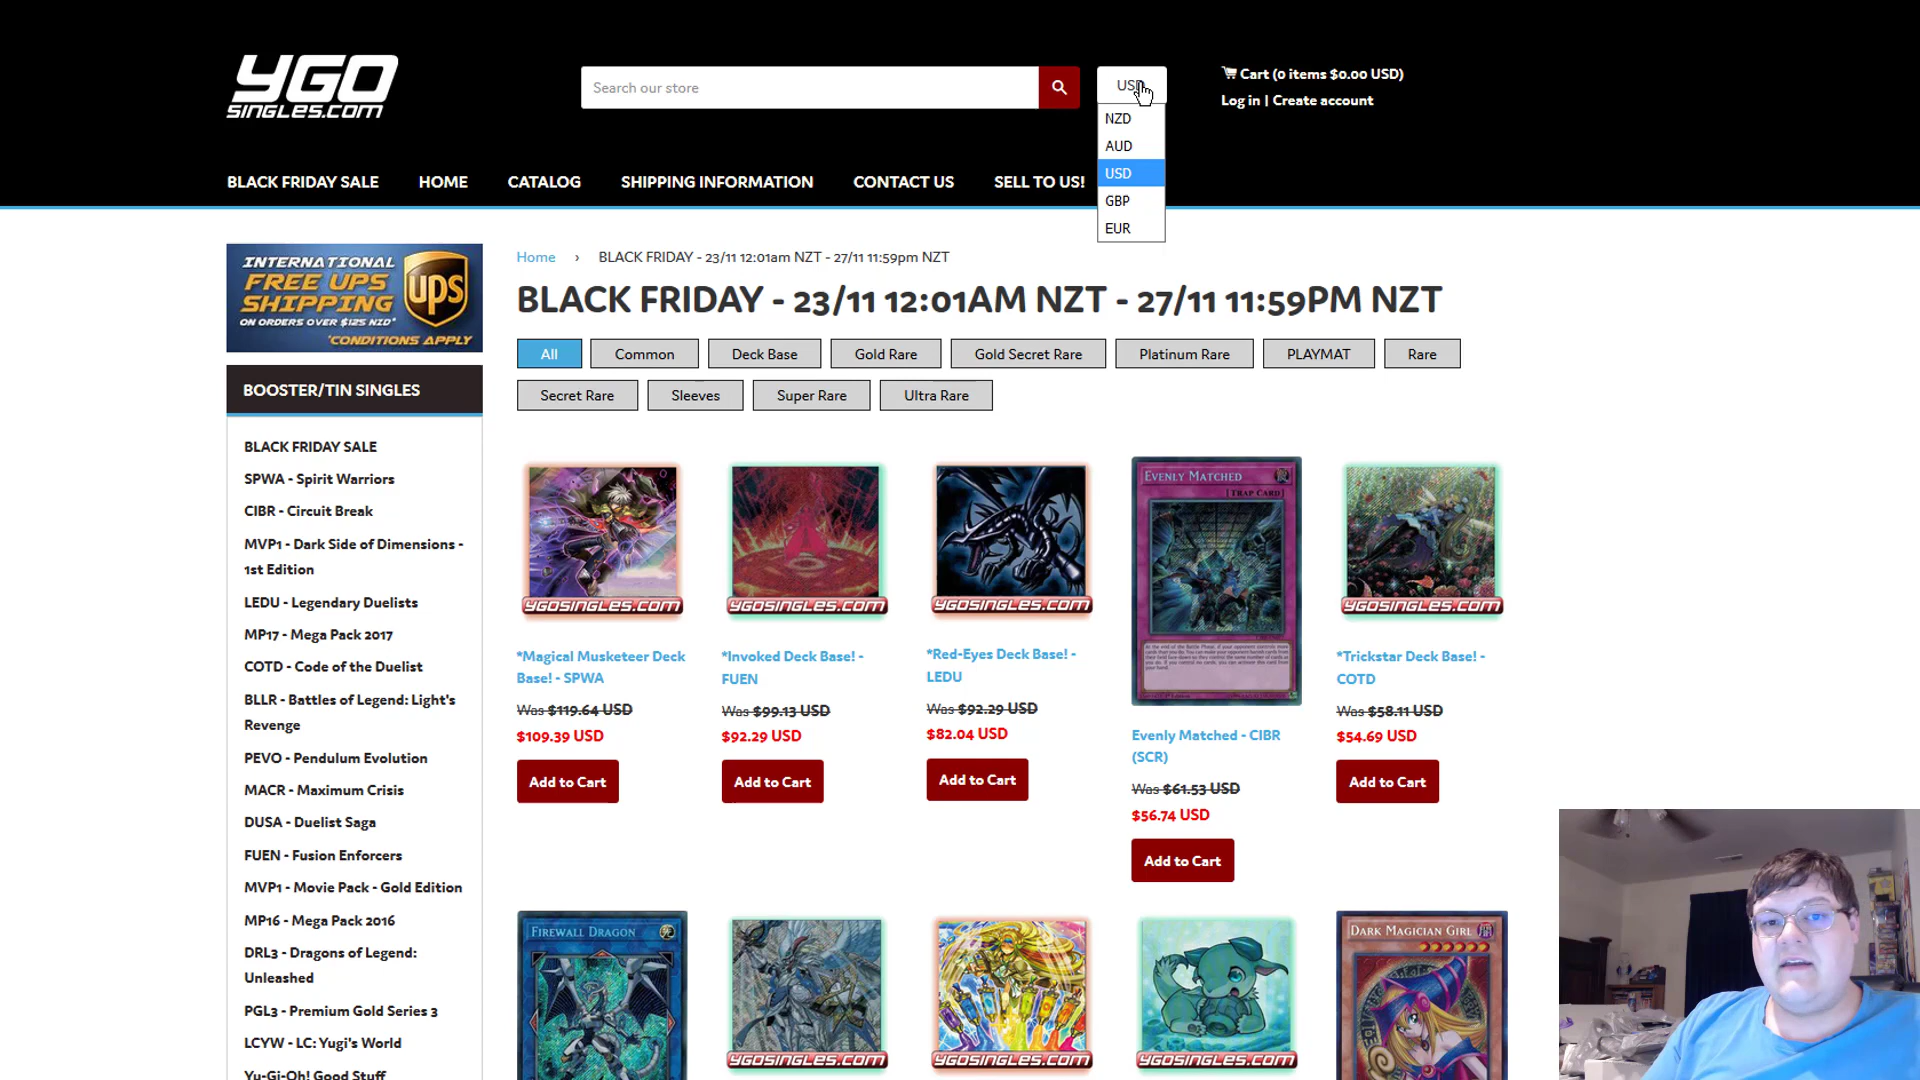 YGO
SINGLES.COM
Search our store
Cart (0 items $0.00 USD)
Log in | Create account
NZD
AUD
USD
GBP
EUR
BLACK FRIDAY SALE
HOME
CATALOG
SHIPPING INFORMATION
CONTACT US
SELL TO US!
INTERNATIONAL
FREE UPS
SHIPPING
ON ORDERS OVER $125 NZD*
*CONDITIONS APPLY
ups
Home › BLACK FRIDAY - 23/11 12:01am NZT - 27/11 11:59pm NZT
BLACK FRIDAY - 23/11 12:01AM NZT - 27/11 11:59PM NZT
All
Common
Deck Base
Gold Rare
Gold Secret Rare
Platinum Rare
PLAYMAT
Rare
Secret Rare
Sleeves
Super Rare
Ultra Rare
BOOSTER/TIN SINGLES
BLACK FRIDAY SALE
SPWA - Spirit Warriors
CIBR - Circuit Break
MVP1 - Dark Side of Dimensions -
1st Edition
LEDU - Legendary Duelists
MP17 - Mega Pack 2017
COTD - Code of the Duelist
BLLR - Battles of Legend: Light's
Revenge
PEVO - Pendulum Evolution
MACR - Maximum Crisis
DUSA - Duelist Saga
FUEN - Fusion Enforcers
MVP1 - Movie Pack - Gold Edition
MP16 - Mega Pack 2016
DRL3 - Dragons of Legend:
Unleashed
PGL3 - Premium Gold Series 3
LCYW - LC: Yugi's World
Yu-Gi-Oh! Good Stuff
YGOSINGLES.COM
*Magical Musketeer Deck
Base! - SPWA
Was $119.64 USD
$109.39 USD
Add to Cart
YGOSINGLES.COM
*Invoked Deck Base! -
FUEN
Was $99.13 USD
$92.29 USD
Add to Cart
YGOSINGLES.COM
*Red-Eyes Deck Base! -
LEDU
Was $92.29 USD
$82.04 USD
Add to Cart
EVENLY MATCHED
[TRAP CARD]
Evenly Matched - CIBR
(SCR)
Was $61.53 USD
$56.74 USD
Add to Cart
YGOSINGLES.COM
*Trickstar Deck Base! -
COTD
Was $58.11 USD
$54.69 USD
Add to Cart
FIREWALL DRAGON
YGOSINGLES.COM
YGOSINGLES.COM
YGOSINGLES.COM
DARK MAGICIAN GIRL